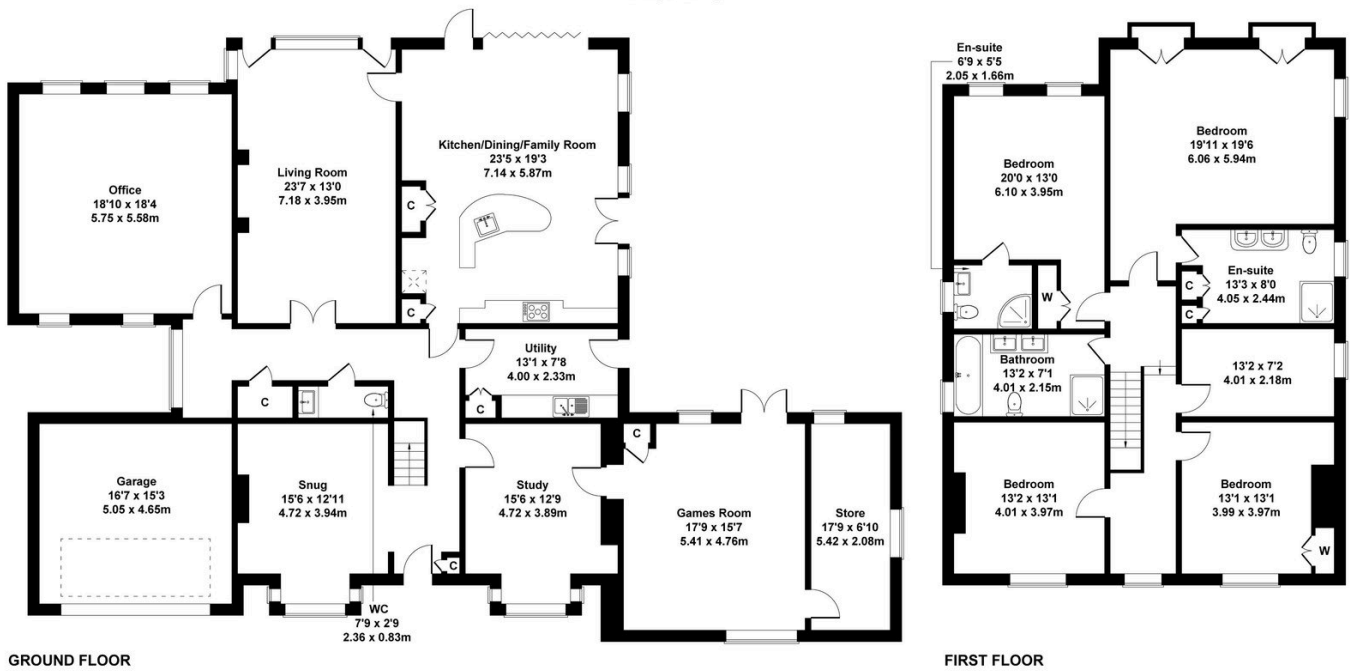 Office
18'10 x 18'4
5.75 x 5.58m
Living Room
23'7 x 13'0
7.18 x 3.95m
Kitchen/Dining/Family Room
23'5 x 19'3
7.14 x 5.87m
C
C
Utility
13'1 x 7'8
4.00 x 2.33m
C
C
Garage
16'7 x 15'3
5.05 x 4.65m
Snug
15'6 x 12'11
4.72 x 3.94m
Study
15'6 x 12'9
4.72 x 3.89m
C
Games Room
17'9 x 15'7
5.41 x 4.76m
Store
17'9 x 6'10
5.42 x 2.08m
C
WC
7'9 x 2'9
2.36 x 0.83m
GROUND FLOOR
En-suite
6'9 x 5'5
2.05 x 1.66m
Bedroom
20'0 x 13'0
6.10 x 3.95m
Bedroom
19'11 x 19'6
6.06 x 5.94m
W
En-suite
13'3 x 8'0
4.05 x 2.44m
C
C
Bathroom
13'2 x 7'1
4.01 x 2.15m
13'2 x 7'2
4.01 x 2.18m
Bedroom
13'2 x 13'1
4.01 x 3.97m
Bedroom
13'1 x 13'1
3.99 x 3.97m
W
FIRST FLOOR